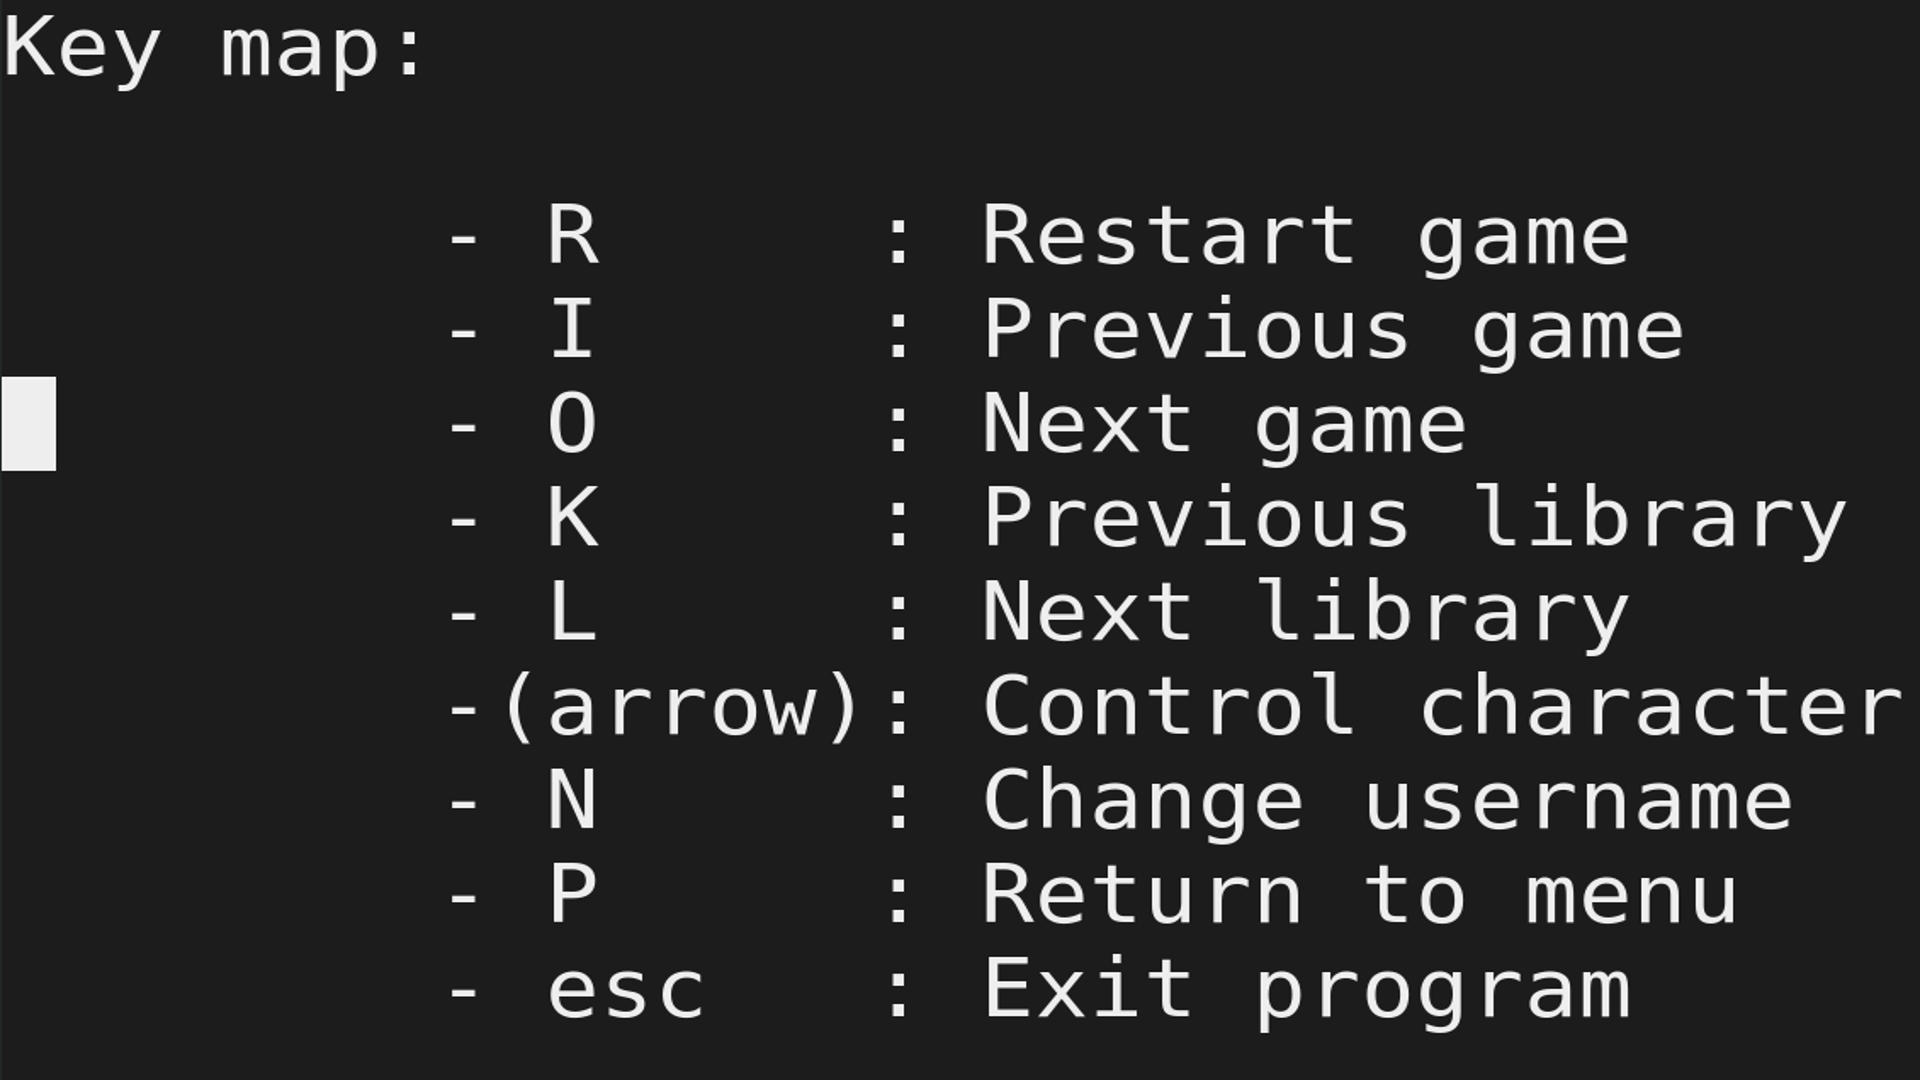 Key map:
- R : Restart game
- I : Previous game
- O : Next game
- K : Previous library
- L : Next library
-(arrow): Control character
- N : Change username
- P : Return to menu
- esc : Exit program